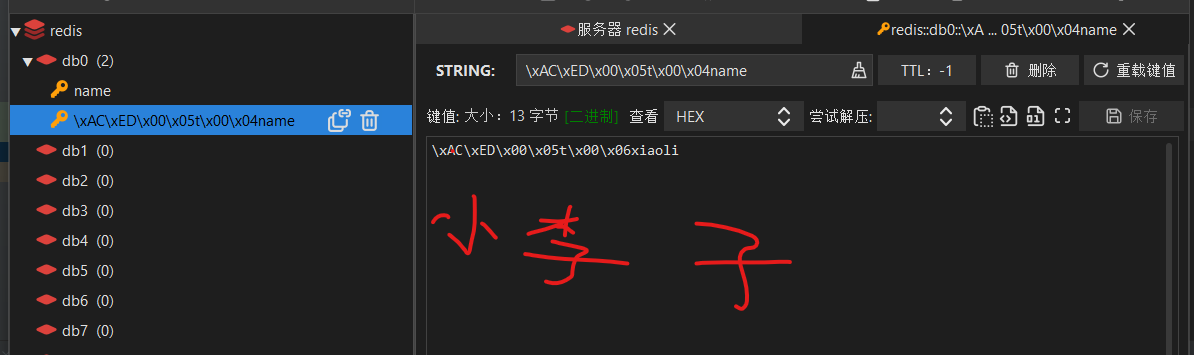 redis
服务器 redis
redis::db0::\xA ... 05t\x00\x04name
db0 (2)
STRING:
\xAC\xED\x00\x05t\x00\x04name
TTL：-1
删除
重载键值
name
\xAC\xED\x00\x05t\x00\x04name
键值: 大小：13 字节 [二进制] 查看 HEX 尝试解压: 保存
\xAC\xED\x00\x05t\x00\x06xiaoli
db1 (0)
db2 (0)
db3 (0)
db4 (0)
db5 (0)
db6 (0)
db7 (0)
小李 子